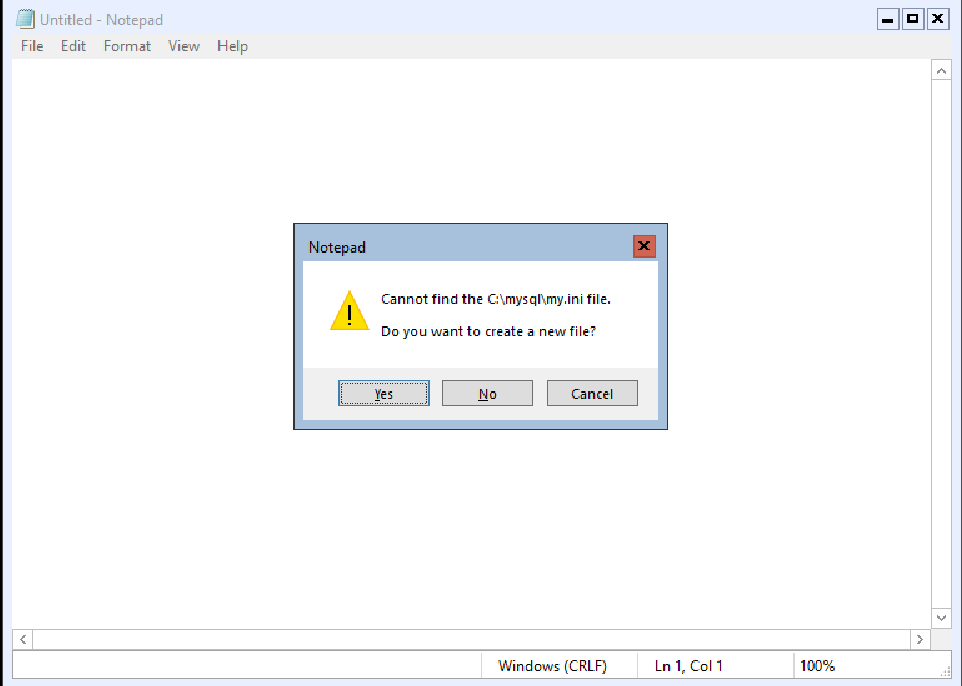 Untitled - Notepad
File Edit Format View Help
Notepad
Cannot find the C:\mysql\my.ini file.
Do you want to create a new file?
Yes No Cancel
Windows (CRLF) Ln 1, Col 1 100%